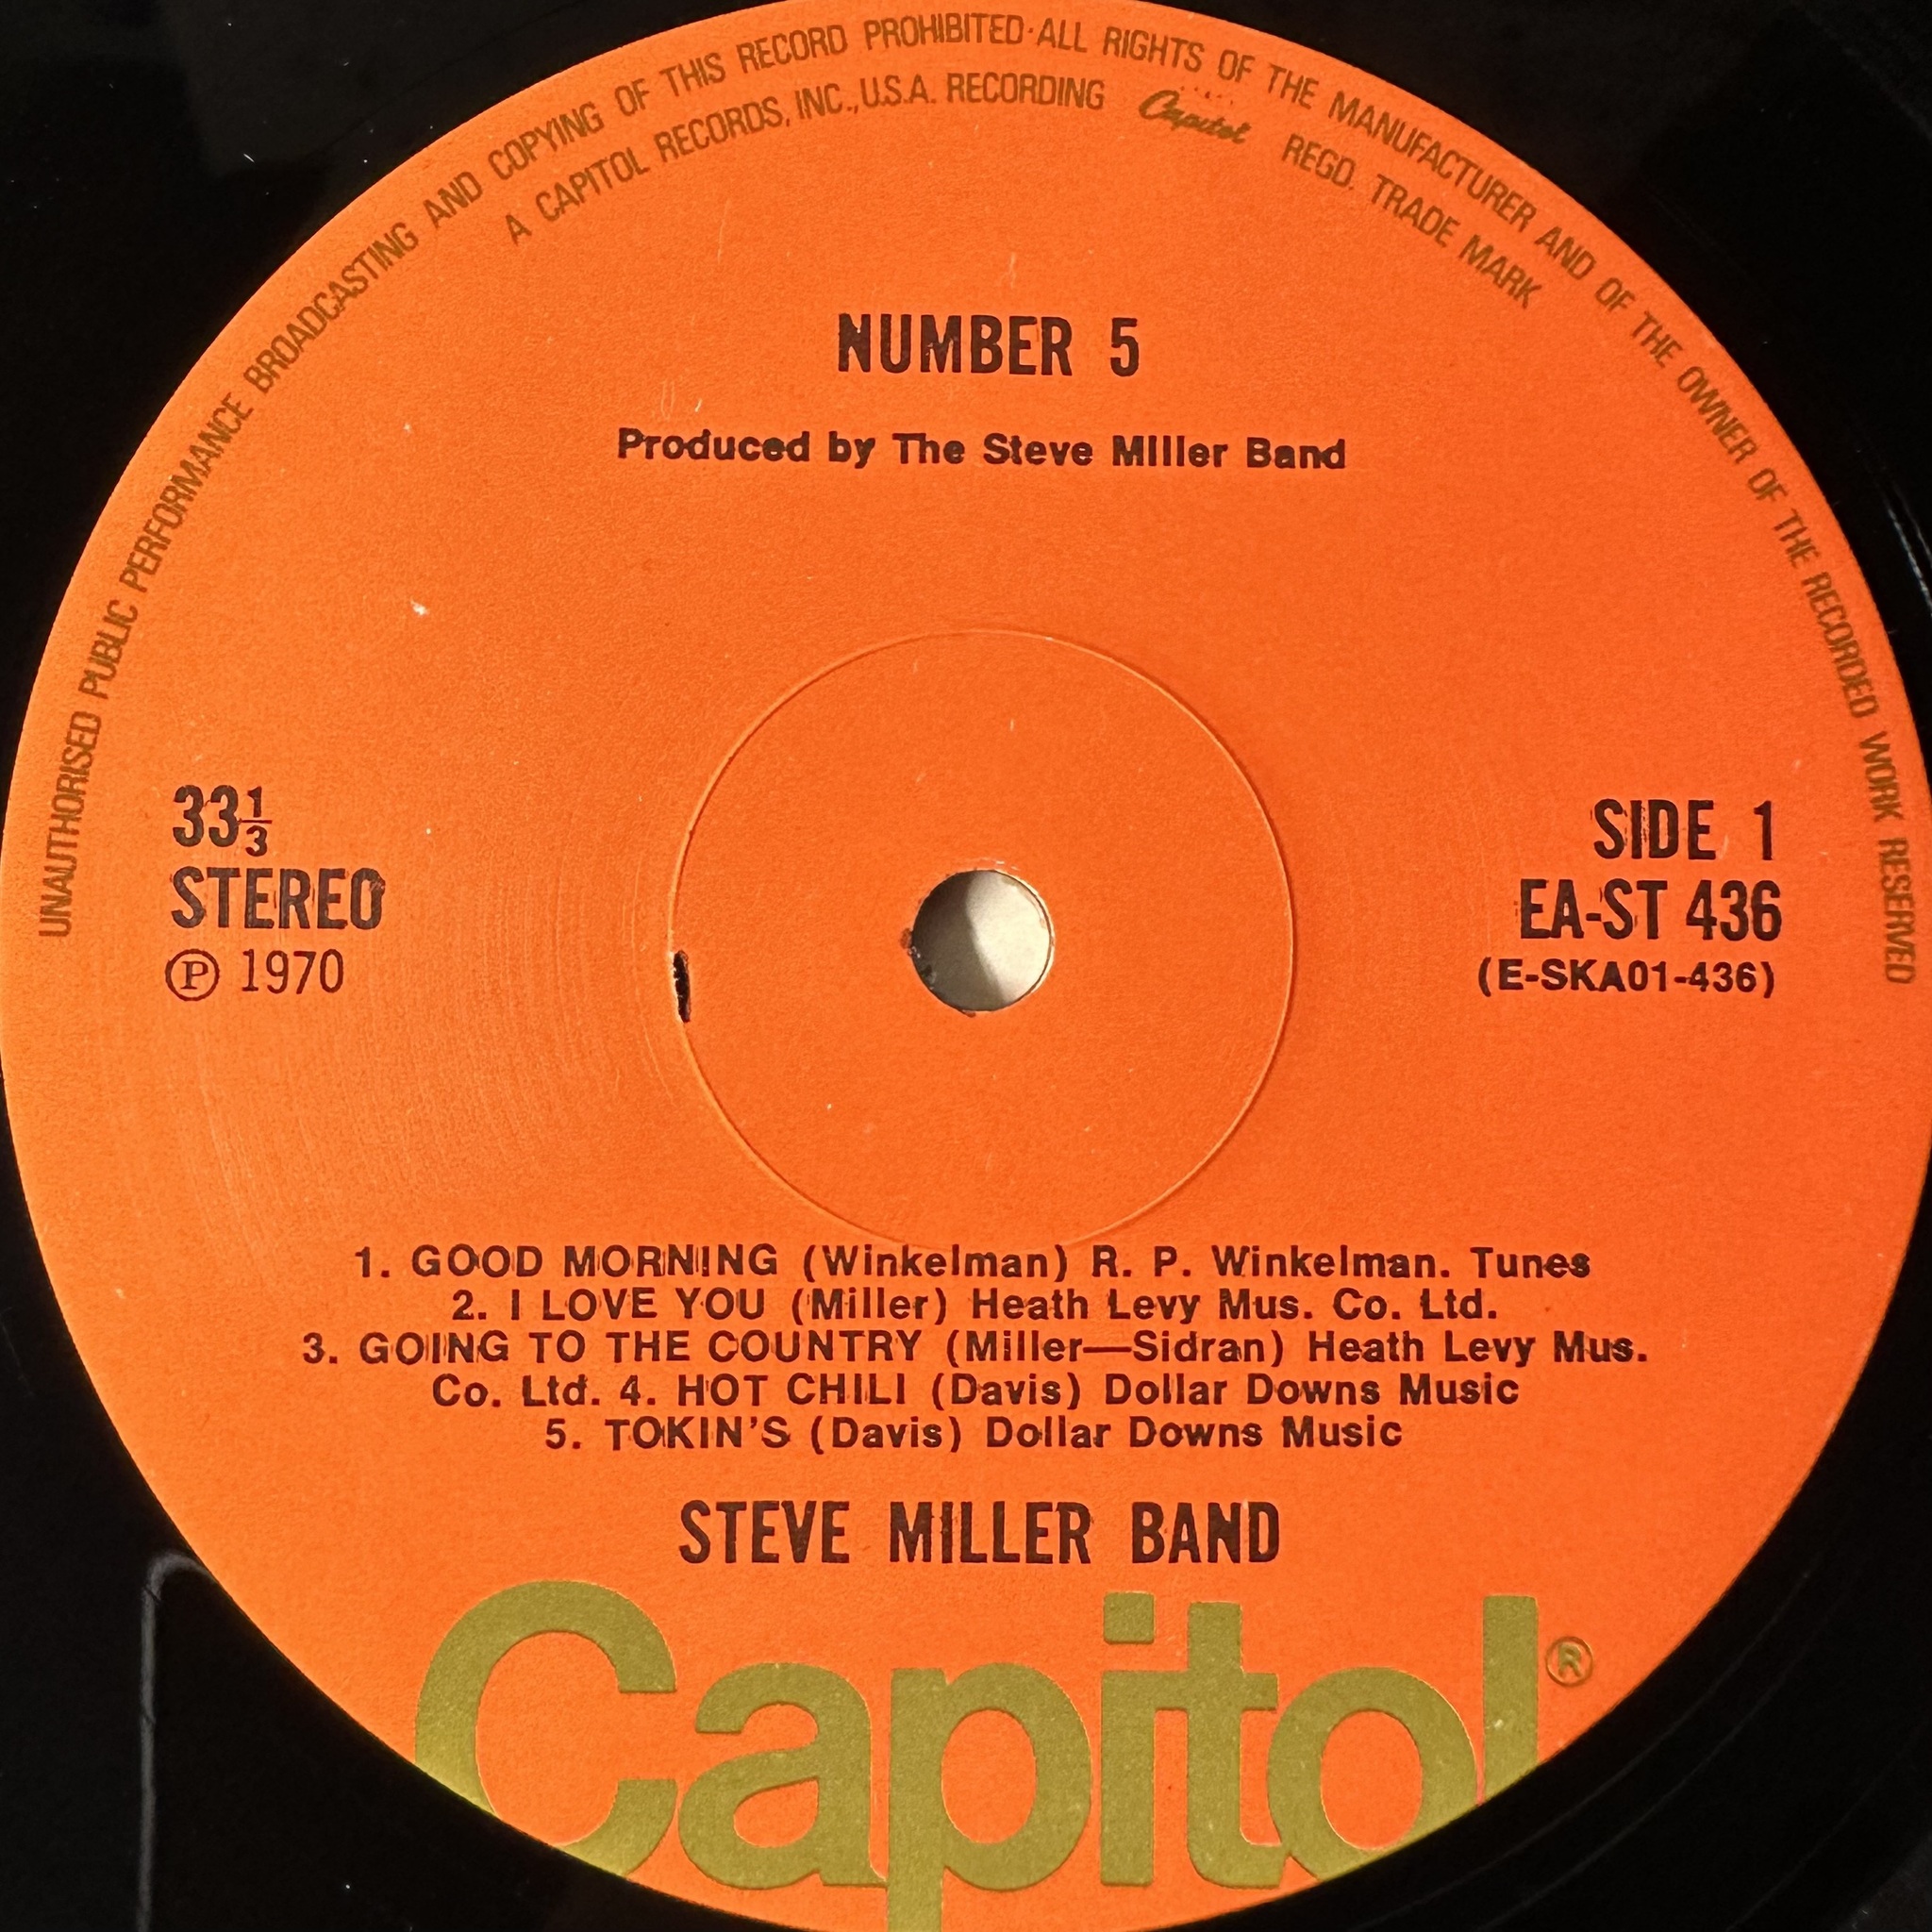 UNAUTHORISED PUBLIC PERFORMANCE BROADCASTING AND COPYING OF THIS RECORD PROHIBITED·ALL RIGHTS OF THE MANUFACTURER AND OF THE OWNER OF THE RECORDED WORK RESERVED
A CAPITOL RECORDS, INC., U.S.A. RECORDING Capitol REGD. TRADE MARK
NUMBER 5
Produced by The Steve Miller Band
33⅓
STEREO
℗ 1970
SIDE 1
EA-ST 436
(E-SKA01-436)
1. GOOD MORNING (Winkelman) R. P. Winkelman. Tunes
2. I LOVE YOU (Miller) Heath Levy Mus. Co. Ltd.
3. GOING TO THE COUNTRY (Miller—Sidran) Heath Levy Mus.
Co. Ltd. 4. HOT CHILI (Davis) Dollar Downs Music
5. TOKIN'S (Davis) Dollar Downs Music
STEVE MILLER BAND
Capitol®